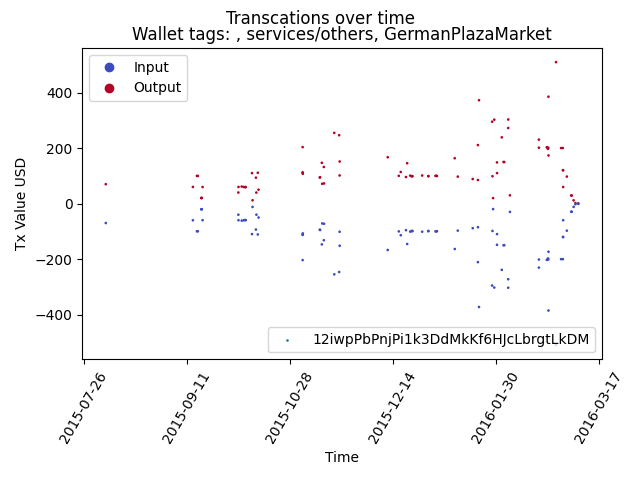 Transcations over time
Wallet tags: , services/others, GermanPlazaMarket
Input
Output
Tx Value USD
400
200
0
−200
−400
12iwpPbPnjPi1k3DdMkKf6HJcLbrgtLkDM
2015-07-26
2015-09-11
2015-10-28
2015-12-14
2016-01-30
2016-03-17
Time